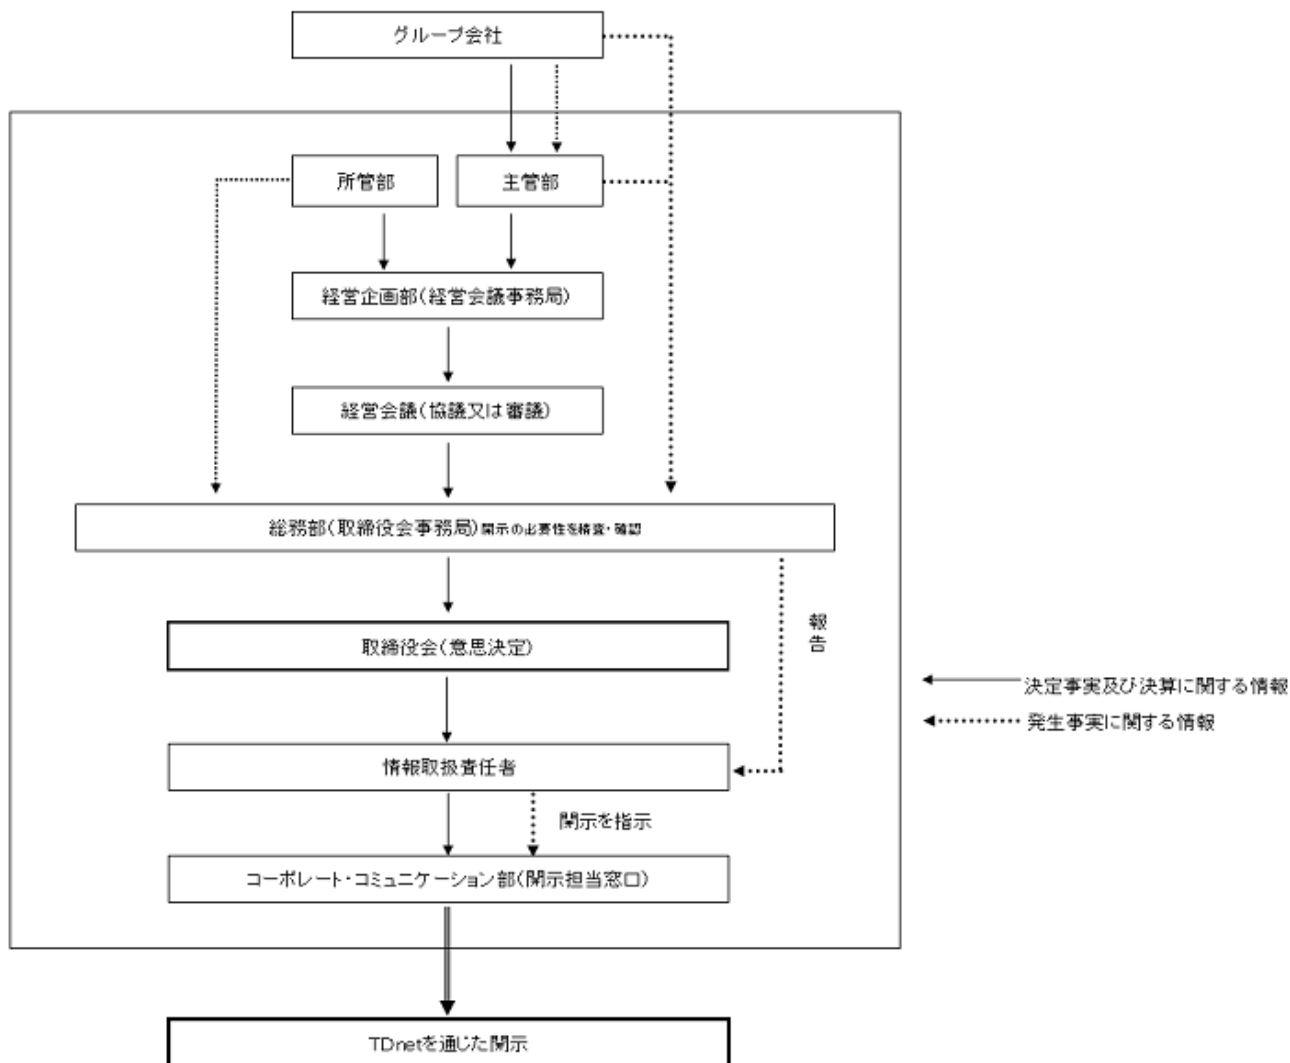 グループ会社
所管部
主管部
経営企画部(経営会議事務局)
経営会議(協議又は審議)
総務部(取締役会事務局)開示の必要性を精査・確認
取締役会(意思決定)
報告
決定事実及び決算に関する情報
発生事実に関する情報
情報取扱責任者
開示を指示
コーポレート・コミュニケーション部(開示担当窓口)
TDnetを通じた開示